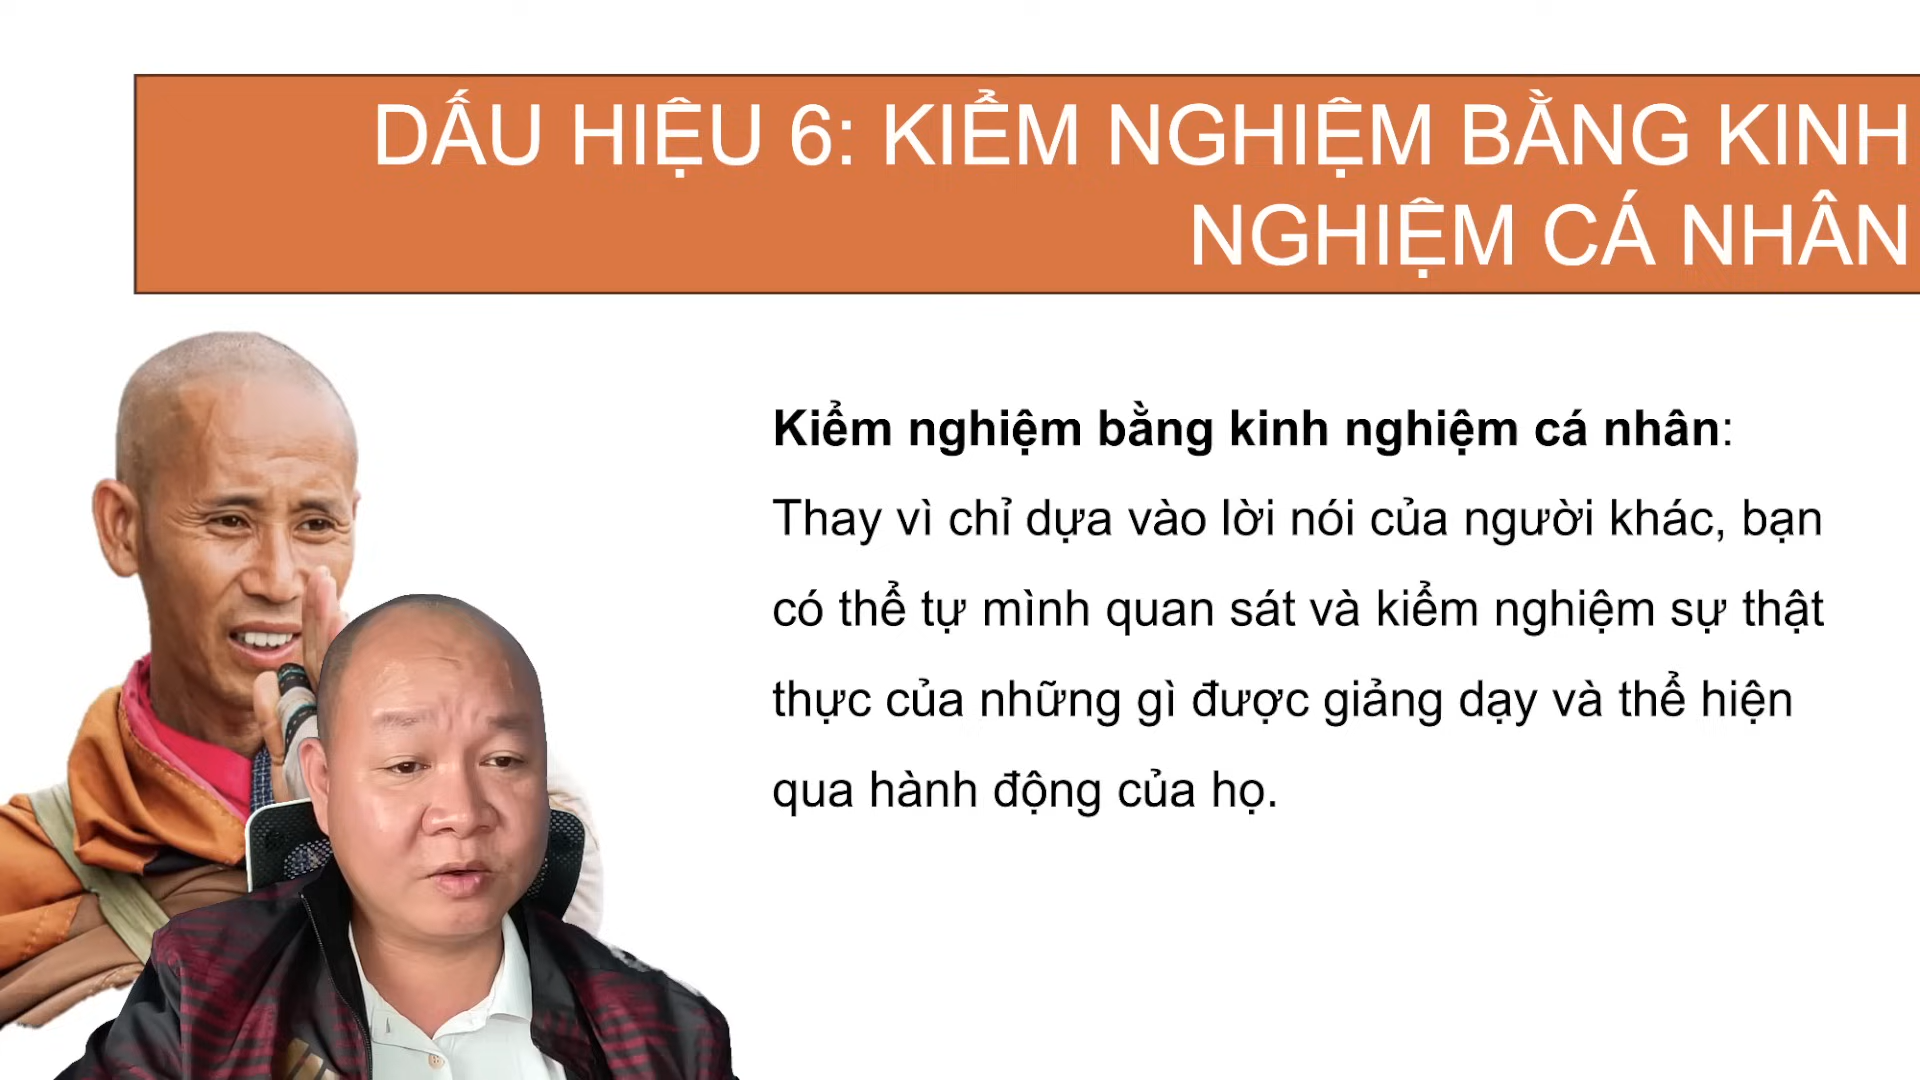 DẤU HIỆU 6: KIỂM NGHIỆM BẰNG KINH
NGHIỆM CÁ NHÂN
Kiểm nghiệm bằng kinh nghiệm cá nhân:
Thay vì chỉ dựa vào lời nói của người khác, bạn
có thể tự mình quan sát và kiểm nghiệm sự thật
thực của những gì được giảng dạy và thể hiện
qua hành động của họ.